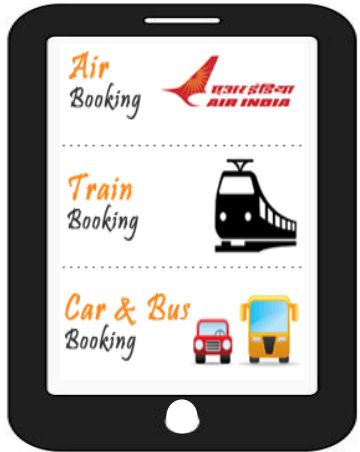 Air
Booking
एअर इंडिया
AIR INDIA
Train
Booking
Car & Bus
Booking